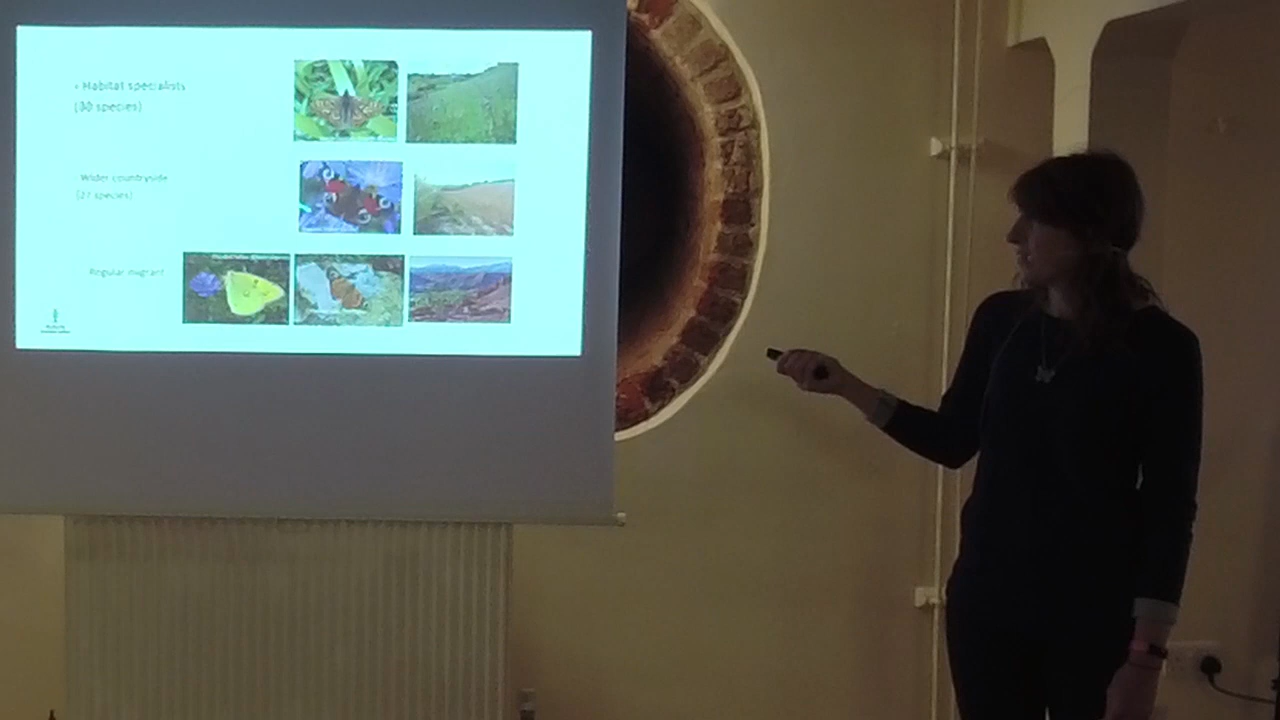 • Habitat specialists
(30 species)
Wider countryside
(27 species)
Regular migrant